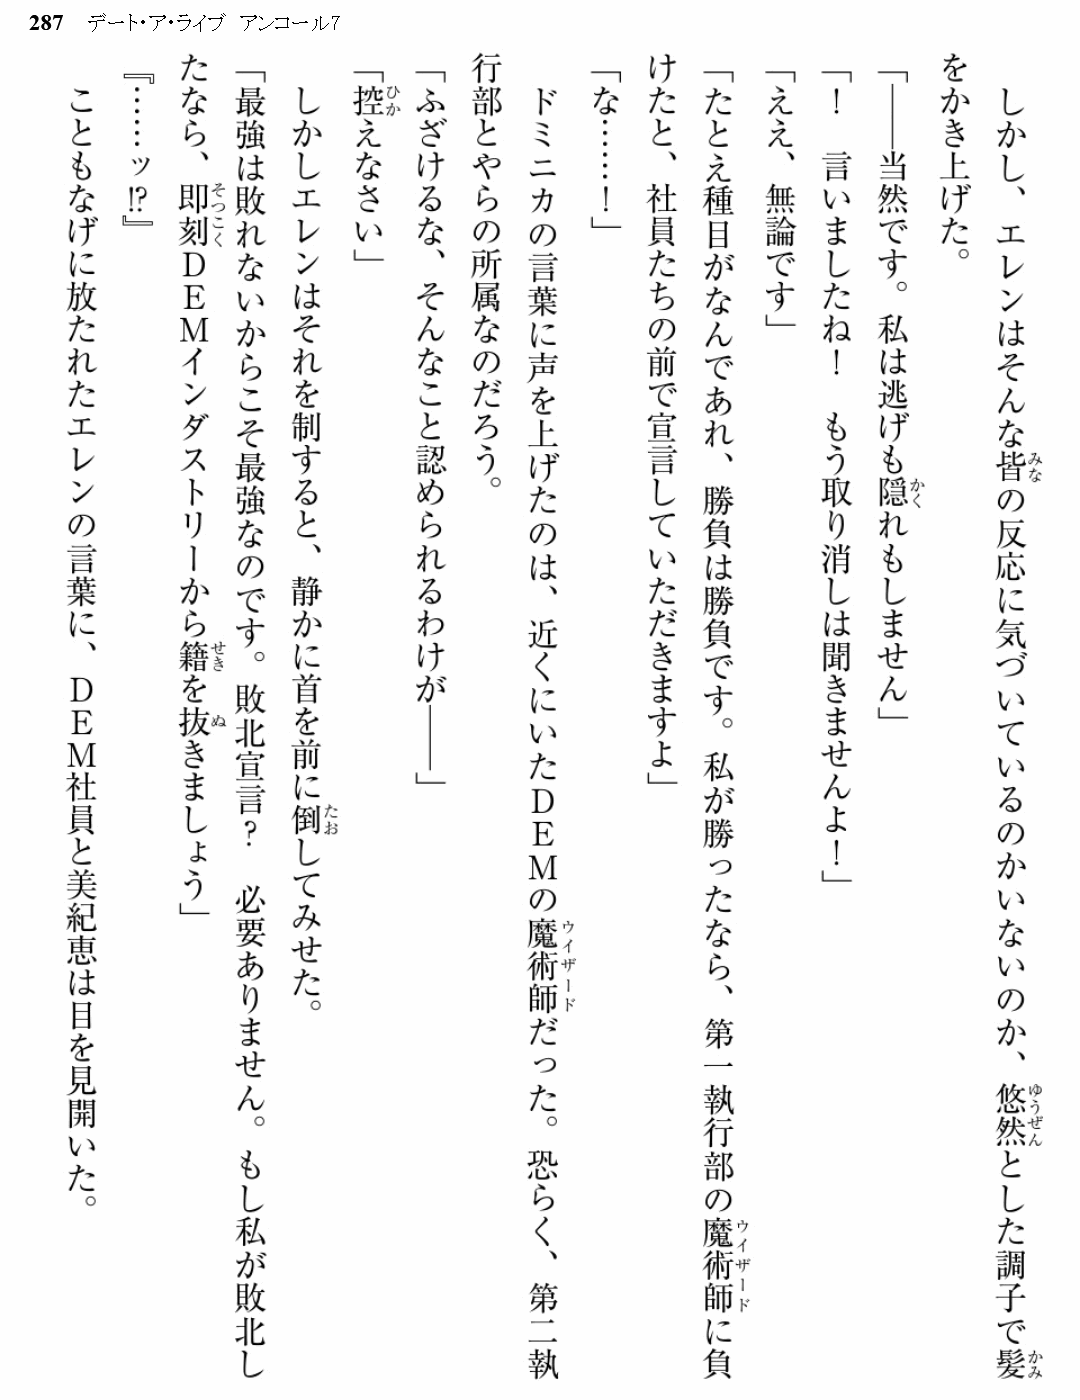 287 デート・ア・ライブ アンコール7
　しかし、エレンはそんな皆の反応に気づいているのかいないのか、悠然とした調子で髪
をかき上げた。
「――当然です。私は逃げも隠れもしません」
「！　言いましたね！　もう取り消しは聞きませんよ！」
「ええ、無論です」
「たとえ種目がなんであれ、勝負は勝負です。私が勝ったなら、第一執行部の魔術師に負
けたと、社員たちの前で宣言していただきますよ」
「な……！」
　ドミニカの言葉に声を上げたのは、近くにいたＤＥＭの魔術師だった。恐らく、第二執
行部とやらの所属なのだろう。
「ふざけるな、そんなこと認められるわけが――」
「控えなさい」
　しかしエレンはそれを制すると、静かに首を前に倒してみせた。
「最強は敗れないからこそ最強なのです。敗北宣言？　必要ありません。もし私が敗北し
たなら、即刻ＤＥＭインダストリーから籍を抜きましょう」
『……ッ⁉』
　こともなげに放たれたエレンの言葉に、ＤＥＭ社員と美紀恵は目を見開いた。